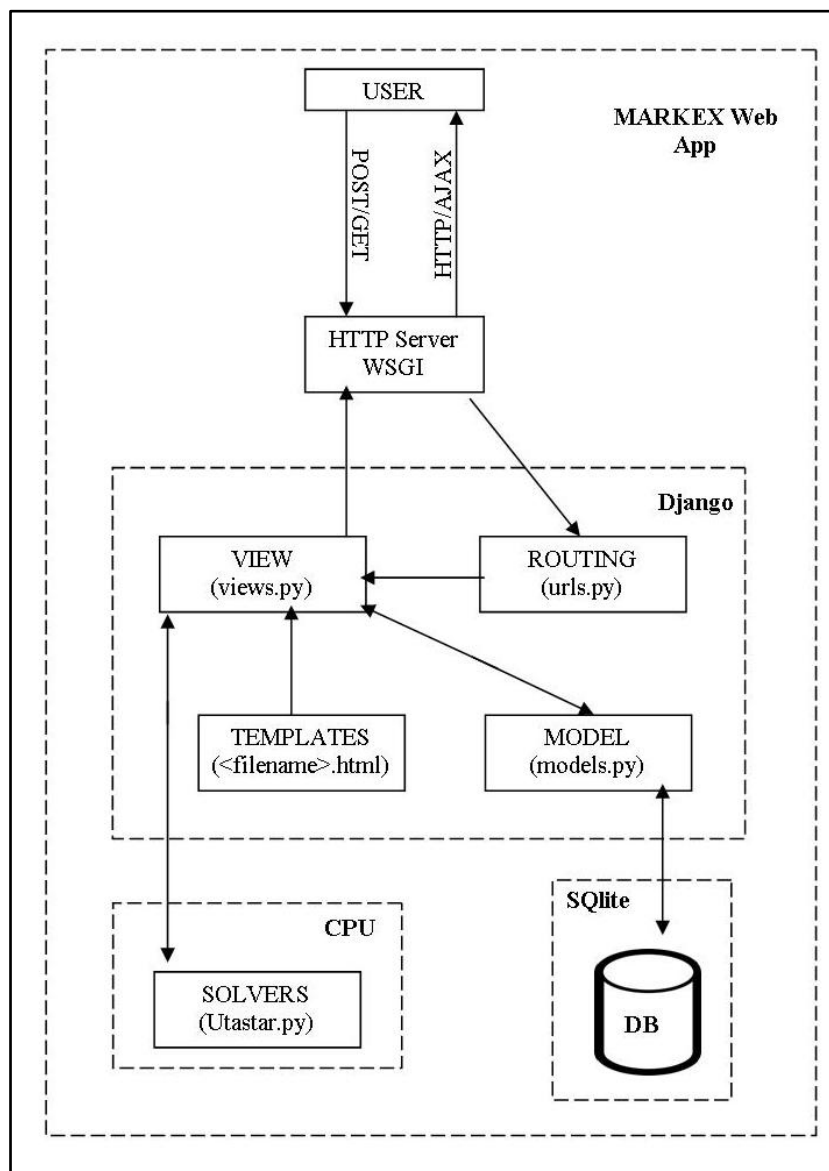 USER
MARKEX Web
App
POST/GET
HTTP/AJAX
HTTP Server
WSGI
Django
VIEW
(views.py)
ROUTING
(urls.py)
TEMPLATES
(<filename>.html)
MODEL
(models.py)
CPU
SQlite
SOLVERS
(Utastar.py)
DB